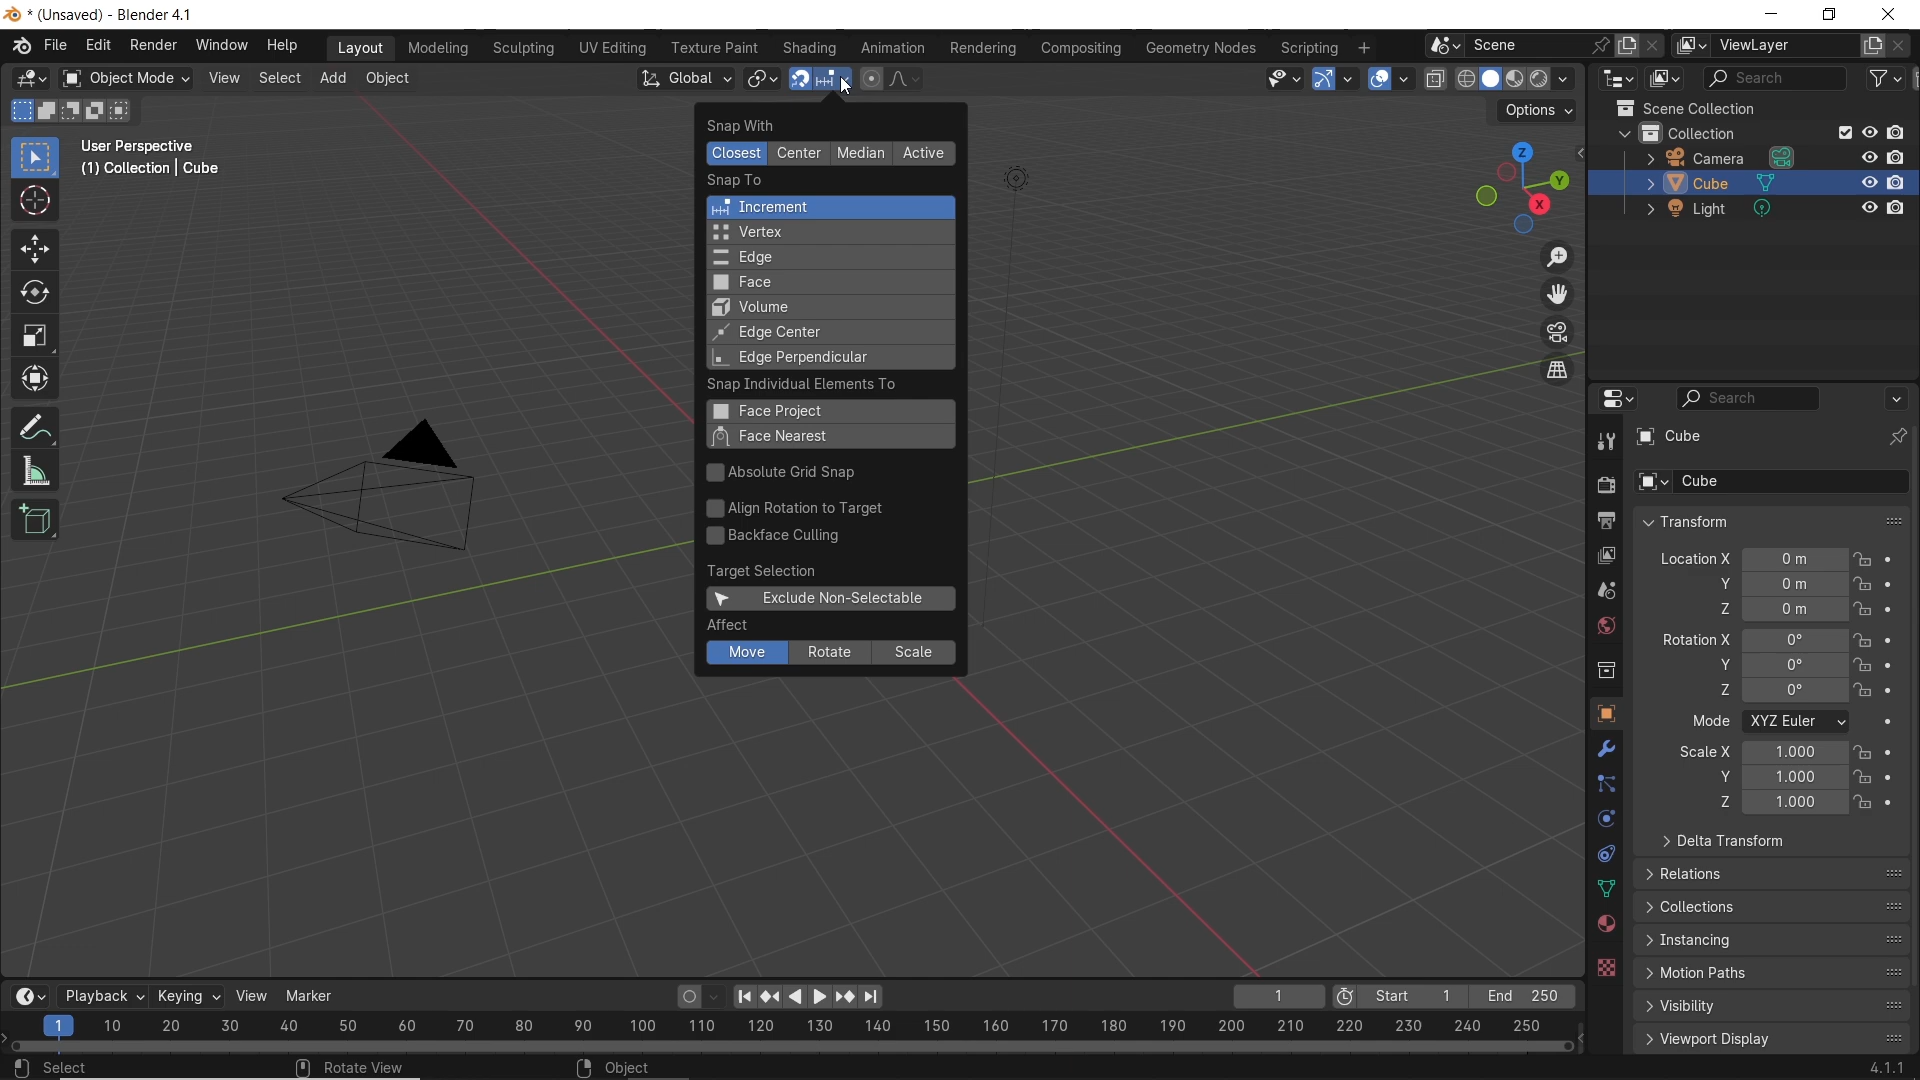 * (Unsaved) - Blender 4.1
File Edit Render Window Help Layout Modeling Sculpting UV Editing Texture Paint Shading Animation Rendering Compositing Geometry Nodes Scripting + Scene ViewLayer
Object Mode View Select Add Object Global Search
Options
User Perspective
(1) Collection | Cube
Snap With
Closest Center Median Active
Snap To
Increment
Vertex
Edge
Face
Volume
Edge Center
Edge Perpendicular
Snap Individual Elements To
Face Project
Face Nearest
Absolute Grid Snap
Align Rotation to Target
Backface Culling
Target Selection
Exclude Non-Selectable
Affect
Move Rotate Scale
Z
Y
X
Scene Collection
Collection
Camera
Cube
Light
Search
Cube
Cube
Transform
Location X 0 m
Y 0 m
Z 0 m
Rotation X 0°
Y 0°
Z 0°
Mode XYZ Euler
Scale X 1.000
Y 1.000
Z 1.000
Delta Transform
Relations
Collections
Instancing
Motion Paths
Visibility
Viewport Display
Playback Keying View Marker 1 Start 1 End 250
1 10 20 30 40 50 60 70 80 90 100 110 120 130 140 150 160 170 180 190 200 210 220 230 240 250
Select Rotate View Object 4.1.1